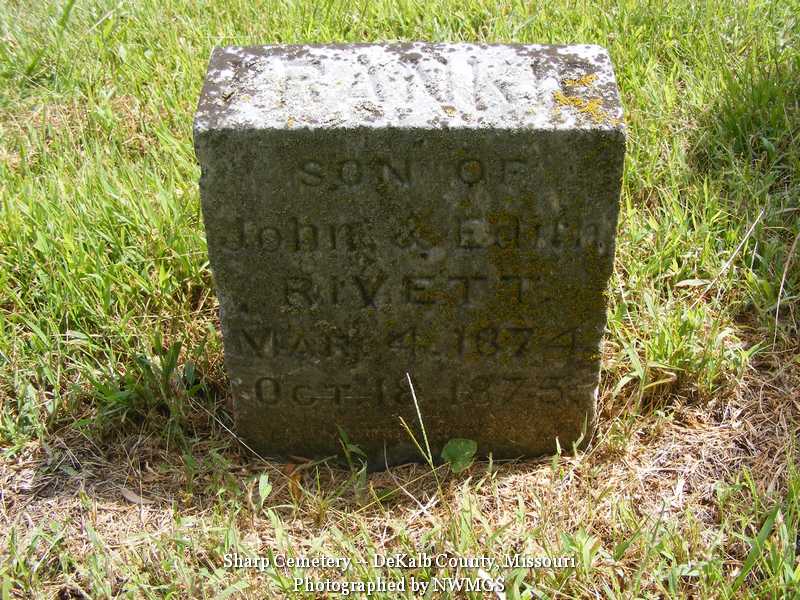 FRANK
SON OF
John & Edith
RIVETT.
Mar. 4, 1874
Oct. 18, 1875
Sharp Cemetery -- DeKalb County, Missouri
Photographed by NWMGS